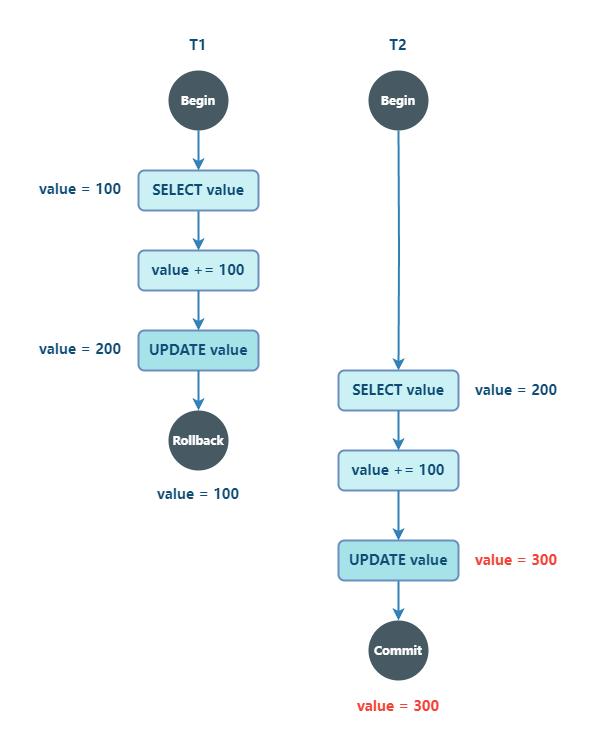 T1
T2
Begin
Begin
value = 100
SELECT value
value += 100
value = 200
UPDATE value
SELECT value
value = 200
Rollback
value += 100
value = 100
UPDATE value
value = 300
Commit
value = 300